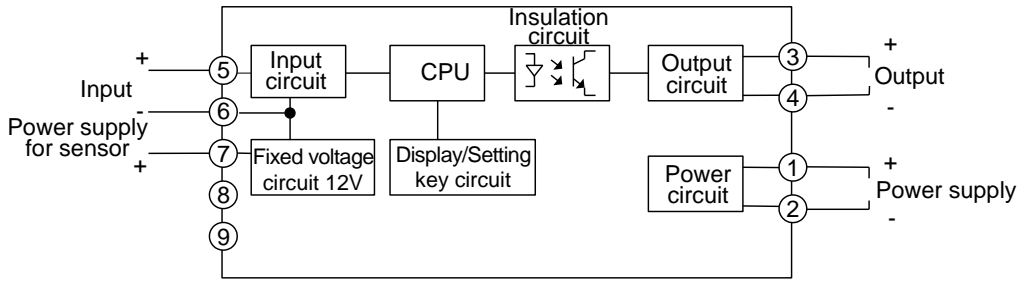 Insulation
circuit
+
5
Input
circuit
CPU
Output
circuit
3
+
Input
Output
-
6
4
-
Power supply
for sensor
+
7
Fixed voltage
circuit 12V
Display/Setting
key circuit
Power
circuit
1
+
Power supply
8
2
-
9